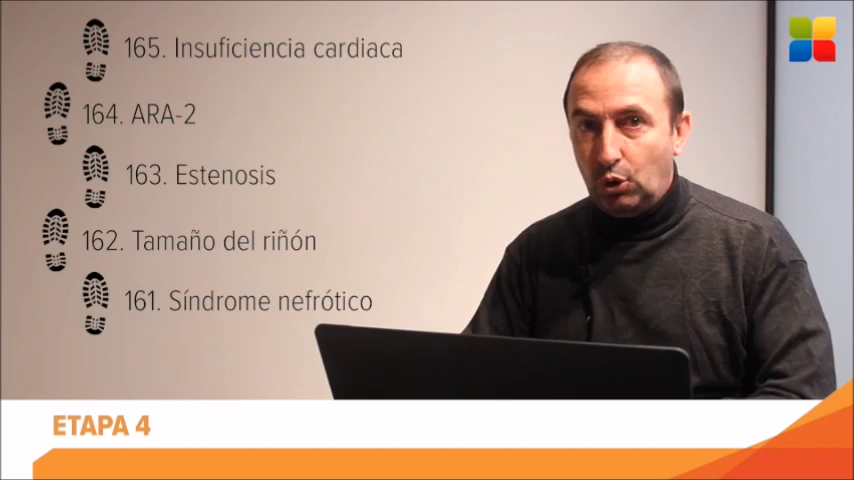 165. Insuficiencia cardiaca
164. ARA-2
163. Estenosis
162. Tamaño del riñón
161. Síndrome nefrótico
ETAPA 4